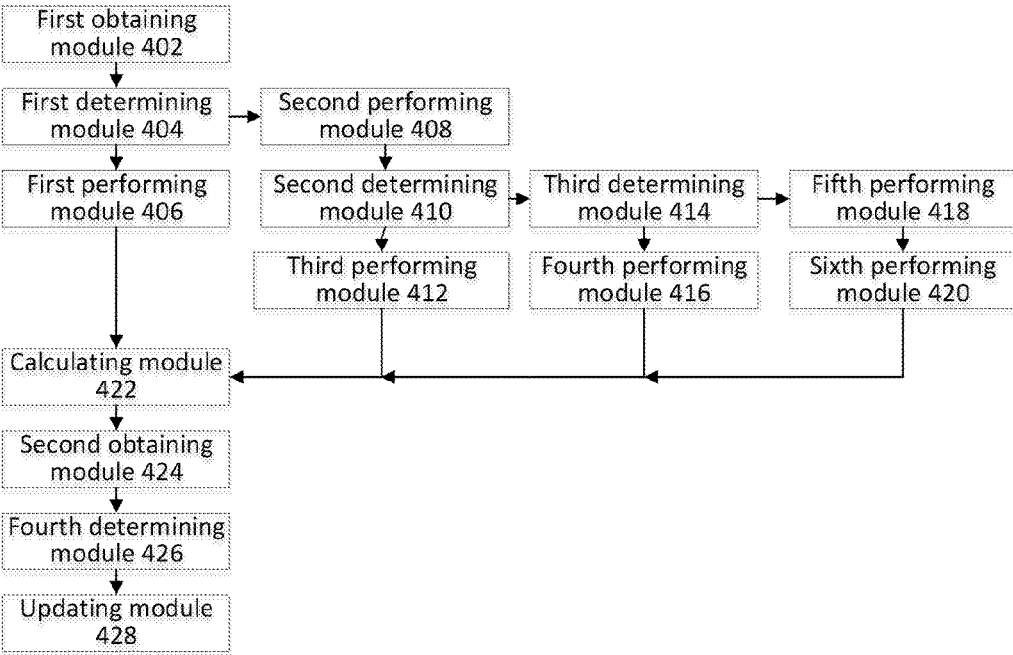 First obtaining
module 402
First determining
module 404
Second performing
module 408
First performing
module 406
Second determining
module 410
Third determining
module 414
Fifth performing
module 418
Third performing
module 412
Fourth performing
module 416
Sixth performing
module 420
Calculating module
422
Second obtaining
module 424
Fourth determining
module 426
Updating module
428